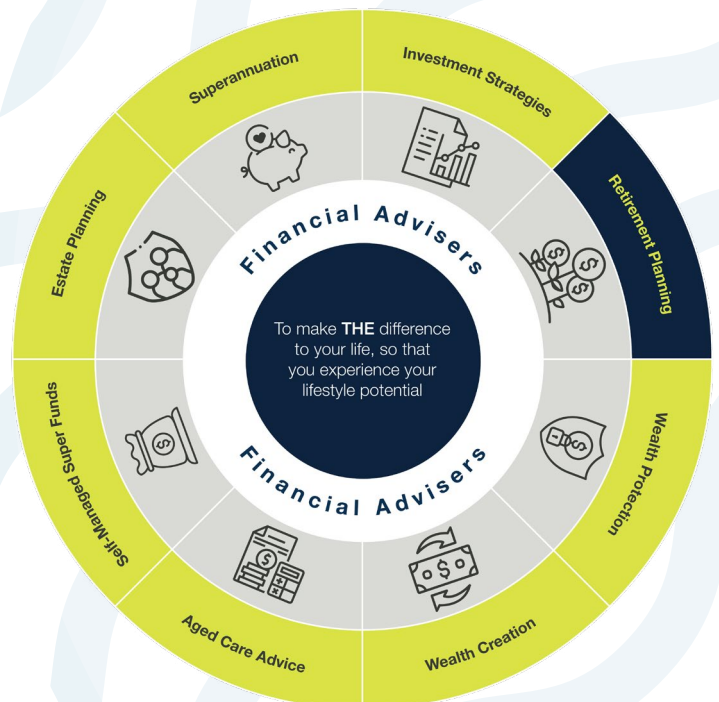 Superannuation
Investment Strategies
Retirement Planning
Wealth Protection
Wealth Creation
Aged Care Advice
Self-Managed Super Funds
Estate Planning
Financial Advisers
To make THE difference
to your life, so that
you experience your
lifestyle potential
Financial Advisers